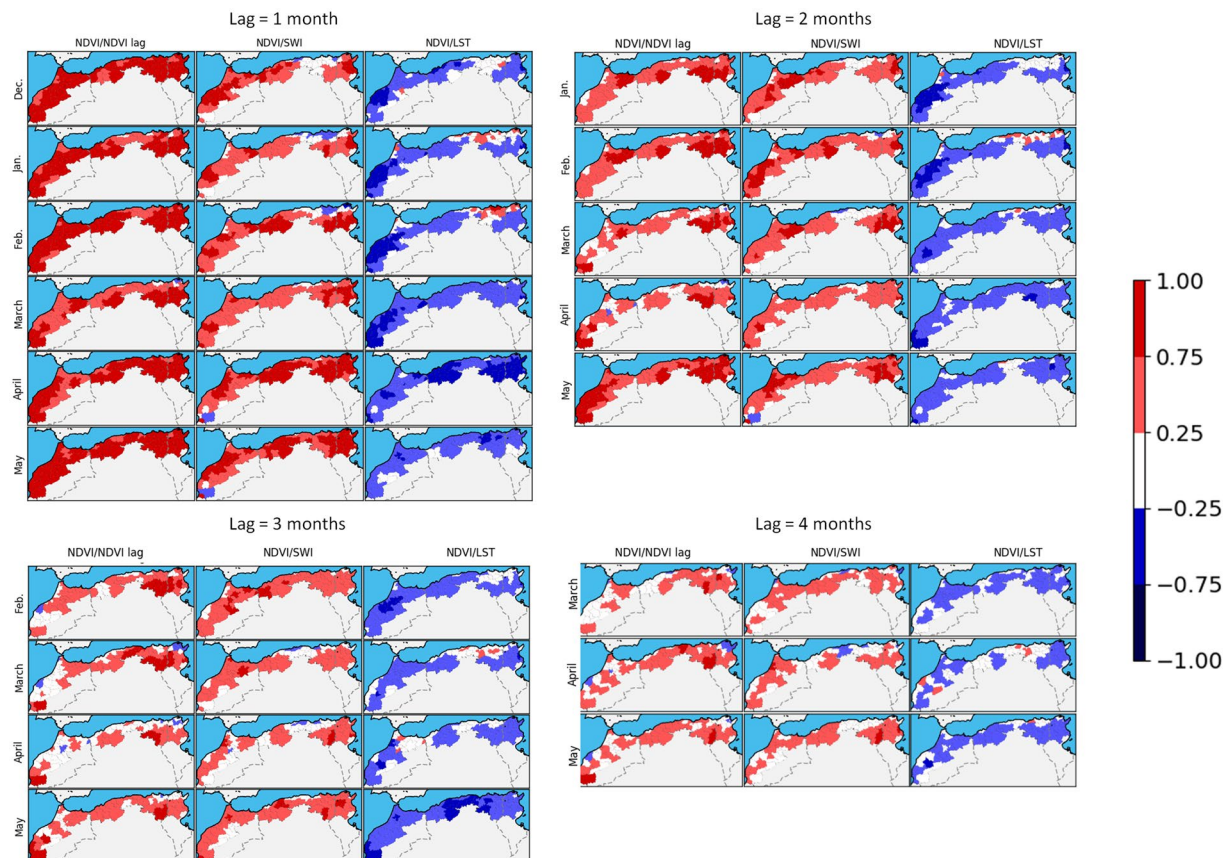 Lag = 1 month
NDVI/NDVI lag NDVI/SWI NDVI/LST
Dec.
Jan.
Feb.
March
April
May
Lag = 2 months
NDVI/NDVI lag NDVI/SWI NDVI/LST
Jan.
Feb.
March
April
May
Lag = 3 months
NDVI/NDVI lag NDVI/SWI NDVI/LST
Feb.
March
April
May
Lag = 4 months
NDVI/NDVI lag NDVI/SWI NDVI/LST
March
April
May
1.00
0.75
0.25
−0.25
−0.75
−1.00